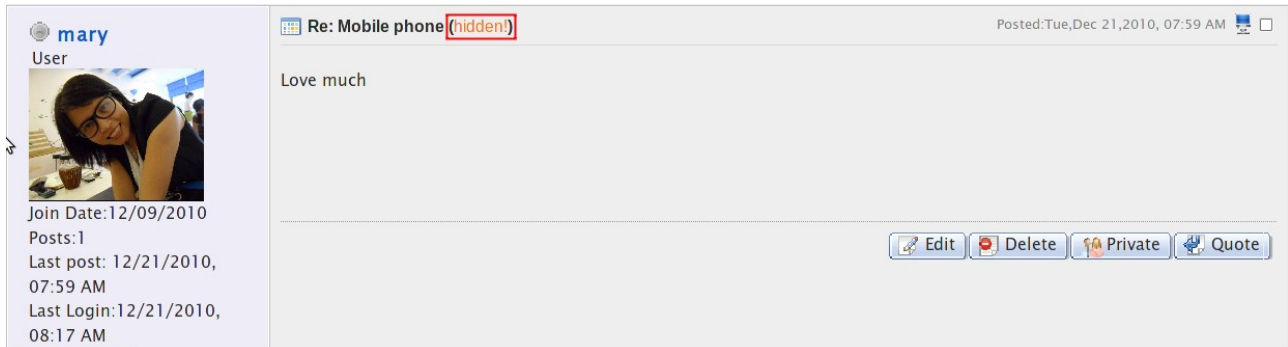 mary
User
Join Date:12/09/2010
Posts:1
Last post: 12/21/2010,
07:59 AM
Last Login:12/21/2010,
08:17 AM
Re: Mobile phone (hidden!)
Posted:Tue,Dec 21,2010, 07:59 AM
Love much
Edit Delete Private Quote